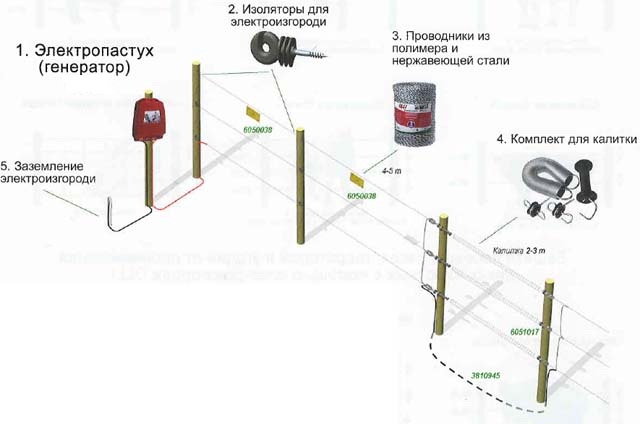 2. Изоляторы для
электроизгороди
1. Электропастух
(генератор)
3. Проводники из
полимера и
нержавеющей стали
6050038
4. Комплект для калитки
5. Заземление
электроизгороди
4-5 m
6050038
Калитка 2-3 m
6051017
3810945